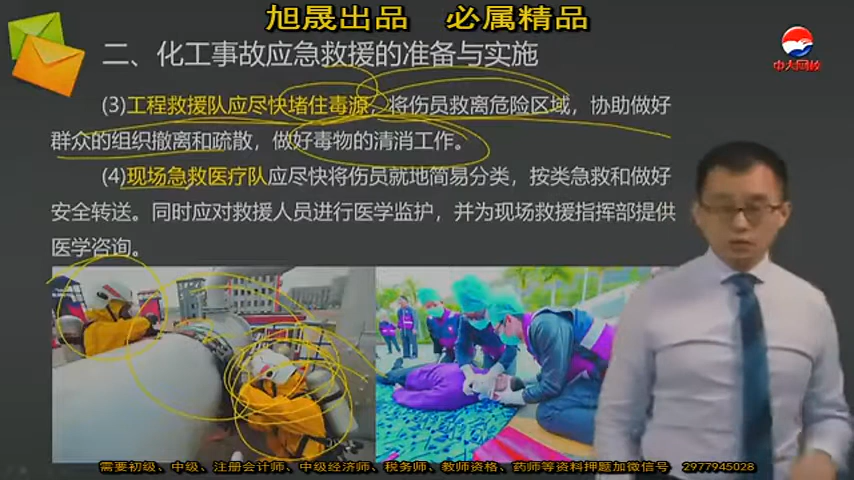 旭晟出品 必属精品
二、化工事故应急救援的准备与实施
中大网校
(3)工程救援队应尽快堵住毒源，将伤员救离危险区域，协助做好
群众的组织撤离和疏散，做好毒物的清消工作。
(4)现场急救医疗队应尽快将伤员就地简易分类，按类急救和做好
安全转送。同时应对救援人员进行医学监护，并为现场救援指挥部提供
医学咨询。
需要初级、中级、注册会计师、中级经济师、税务师、教师资格、药师等资料押题加微信号 2977945028